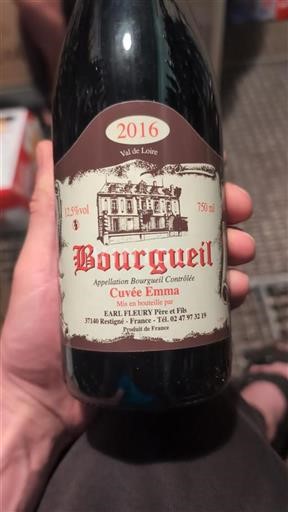 2016
Val de Loire
12,5%vol
750 ml
Bourgueil
Appellation Bourgueil Contrôlée
Cuvée Emma
Mis en bouteille par
EARL FLEURY Père et Fils
37140 Restigné - France - Tél. 02 47 97 32 19
Produit de France